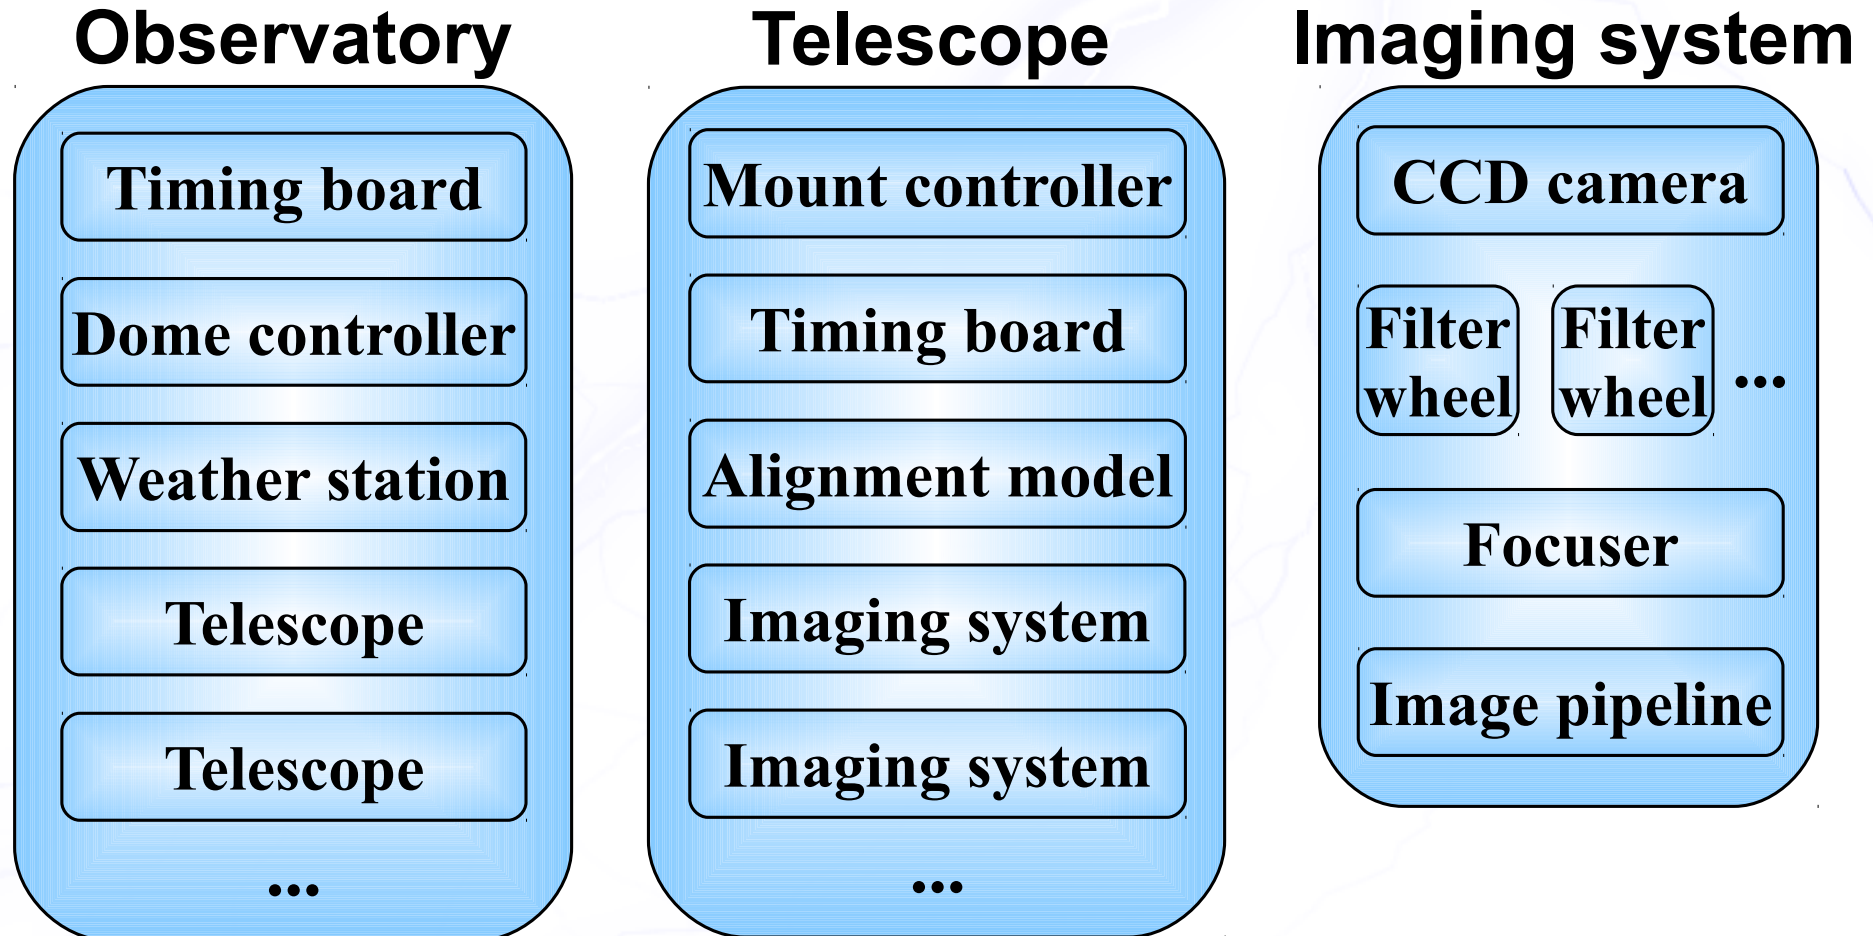 Observatory
Timing board
Dome controller
Weather station
Telescope
Telescope
...
Telescope
Mount controller
Timing board
Alignment model
Imaging system
Imaging system
...
Imaging system
CCD camera
Filter
wheel
Filter
wheel
...
Focuser
Image pipeline